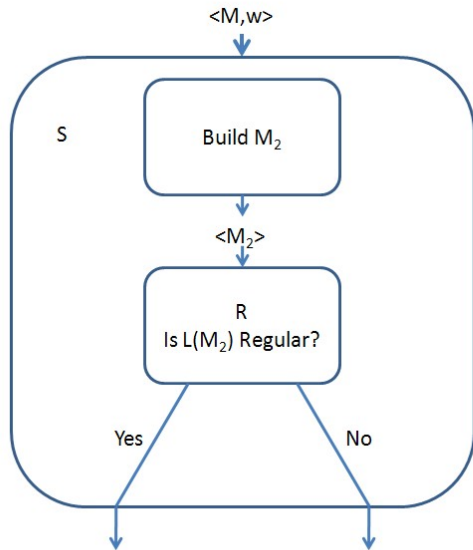 <M,w>
S
Build M₂
<M₂>
R
Is L(M₂) Regular?
Yes
No